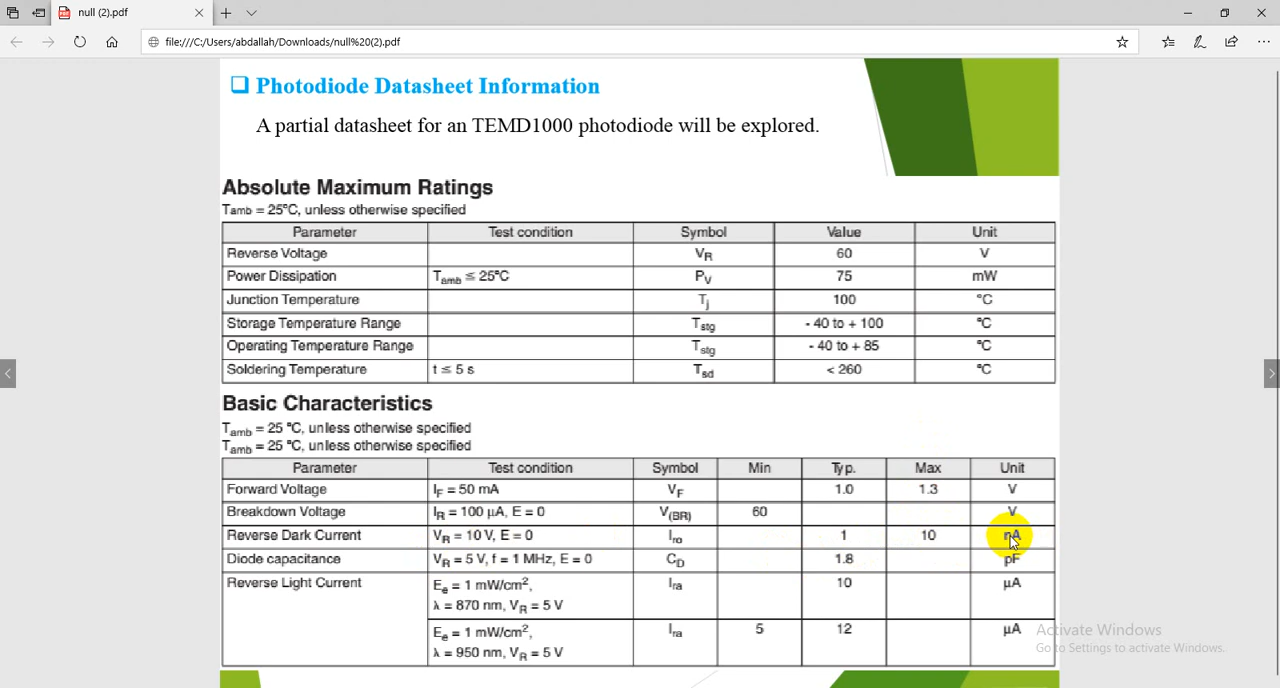 null (2).pdf
file:///C:/Users/abdallah/Downloads/null%20(2).pdf
❑ Photodiode Datasheet Information
A partial datasheet for an TEMD1000 photodiode will be explored.
Absolute Maximum Ratings
Tamb = 25°C, unless otherwise specified
Parameter Test condition Symbol Value Unit
Reverse Voltage VR 60 V
Power Dissipation Tamb ≤ 25°C PV 75 mW
Junction Temperature Tj 100 °C
Storage Temperature Range Tstg - 40 to + 100 °C
Operating Temperature Range Tstg - 40 to + 85 °C
Soldering Temperature t ≤ 5 s Tsd < 260 °C
Basic Characteristics
Tamb = 25 °C, unless otherwise specified
Tamb = 25 °C, unless otherwise specified
Parameter Test condition Symbol Min Typ. Max Unit
Forward Voltage IF = 50 mA VF 1.0 1.3 V
Breakdown Voltage IR = 100 µA, E = 0 V(BR) 60 V
Reverse Dark Current VR = 10 V, E = 0 Iro 1 10 nA
Diode capacitance VR = 5 V, f = 1 MHz, E = 0 CD 1.8 pF
Reverse Light Current Ee = 1 mW/cm², Ira 10 µA
λ = 870 nm, VR = 5 V
Ee = 1 mW/cm², Ira 5 12 µA
λ = 950 nm, VR = 5 V
Activate Windows
Go to Settings to activate Windows.